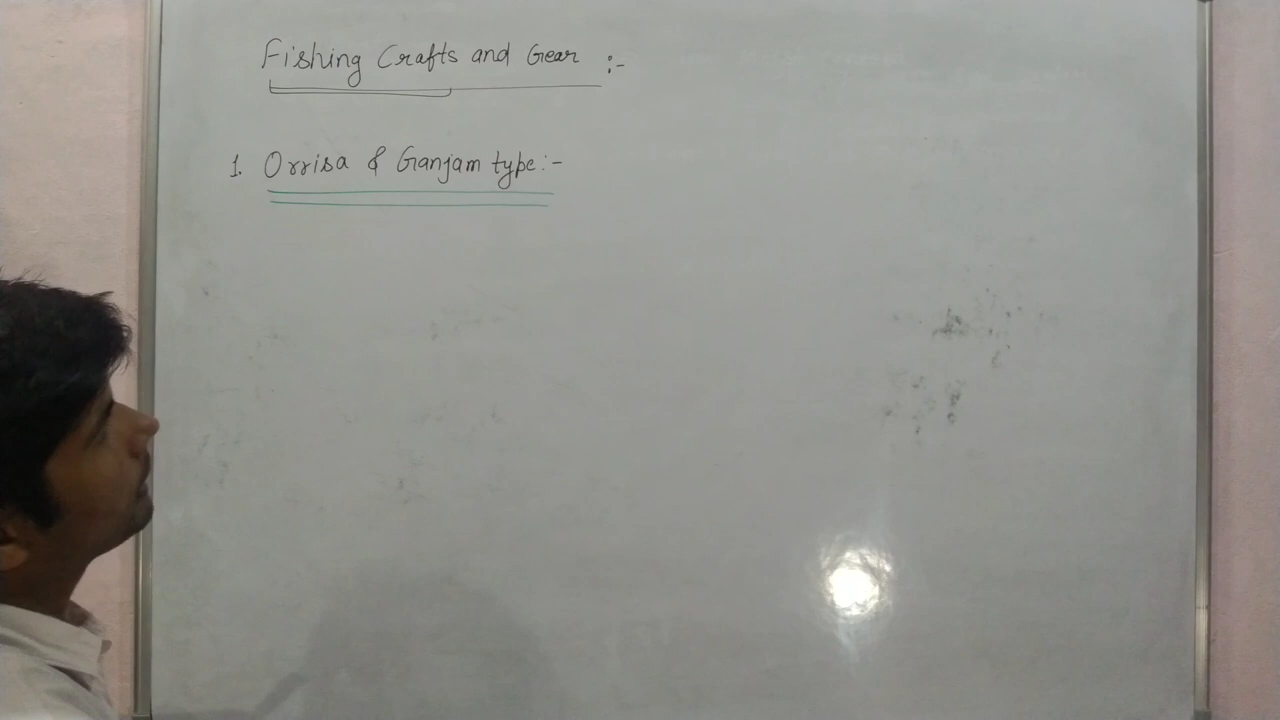 Fishing Crafts and Gear :-
1. Orrisa & Ganjam type:-